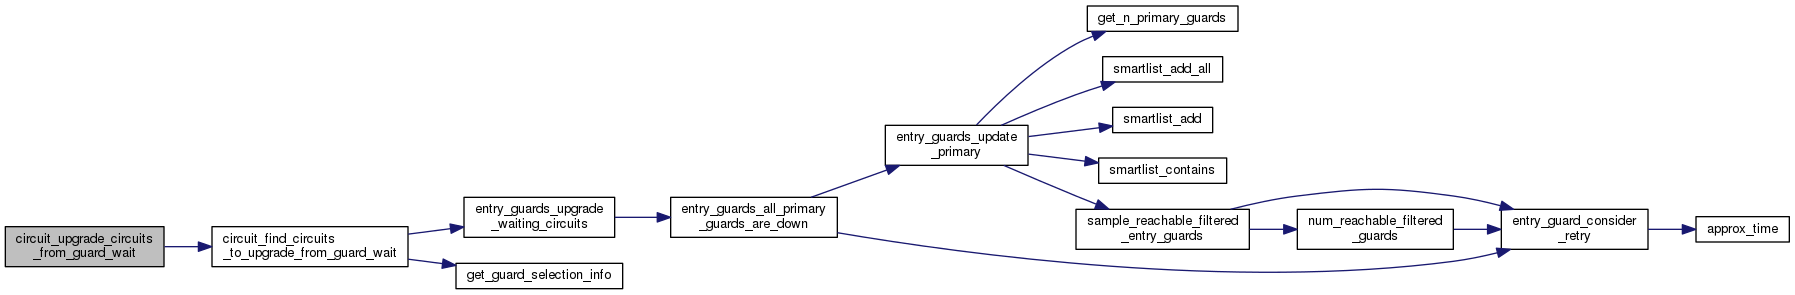 circuit_upgrade_circuits
_from_guard_wait
circuit_find_circuits
_to_upgrade_from_guard_wait
entry_guards_upgrade
_waiting_circuits
get_guard_selection_info
entry_guards_all_primary
_guards_are_down
entry_guards_update
_primary
get_n_primary_guards
smartlist_add_all
smartlist_add
smartlist_contains
sample_reachable_filtered
_entry_guards
num_reachable_filtered
_guards
entry_guard_consider
_retry
approx_time